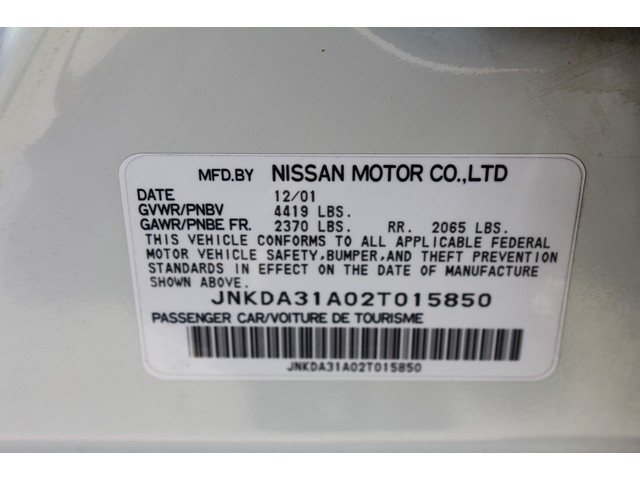 MFD.BY NISSAN MOTOR CO.,LTD
DATE 12/01
GVWR/PNBV 4419 LBS.
GAWR/PNBE FR. 2370 LBS. RR. 2065 LBS.
THIS VEHICLE CONFORMS TO ALL APPLICABLE FEDERAL
MOTOR VEHICLE SAFETY,BUMPER,AND THEFT PREVENTION
STANDARDS IN EFFECT ON THE DATE OF MANUFACTURE
SHOWN ABOVE.
JNKDA31A02T015850
PASSENGER CAR/VOITURE DE TOURISME
JNKDA31A02T015850